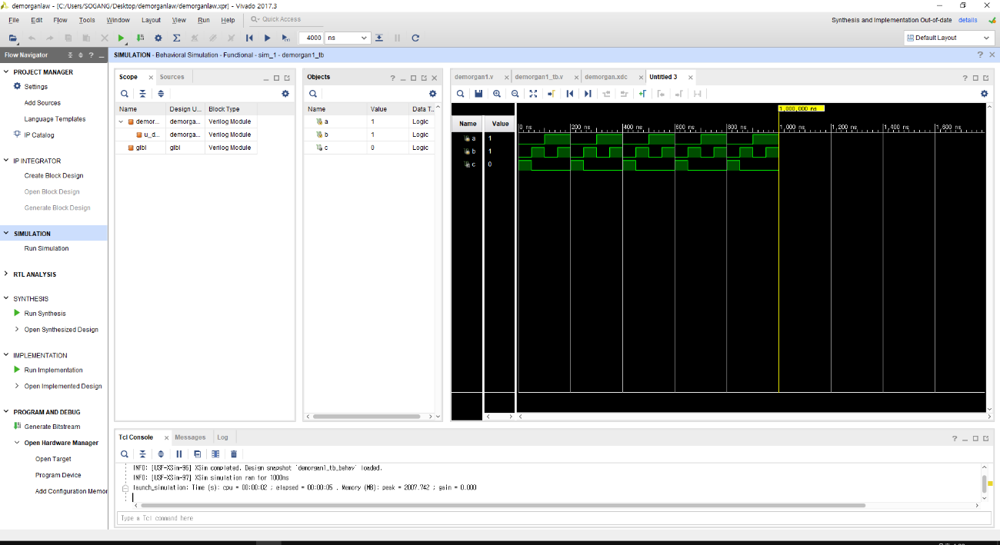 demorganlaw - [C:/Users/SOGANG/Desktop/demorganlaw/demorganlaw.xpr] - Vivado 2017.3
File Edit Flow Tools Window Layout View Run Help Quick Access
Synthesis and Implementation Out-of-date details
4000 ns
Default Layout
Flow Navigator
SIMULATION - Behavioral Simulation - Functional - sim_1 - demorgan1_tb
PROJECT MANAGER
Settings
Add Sources
Language Templates
IP Catalog
IP INTEGRATOR
Create Block Design
Open Block Design
Generate Block Design
SIMULATION
Run Simulation
RTL ANALYSIS
SYNTHESIS
Run Synthesis
Open Synthesized Design
IMPLEMENTATION
Run Implementation
Open Implemented Design
PROGRAM AND DEBUG
Generate Bitstream
Open Hardware Manager
Open Target
Program Device
Add Configuration Memor
Scope Sources
Name Design U... Block Type
demor... demorga... Verilog Module
u_d... demorga... Verilog Module
glbl glbl Verilog Module
Objects
Name Value Data T...
a 1 Logic
b 1 Logic
c 0 Logic
demorgan1.v demorgan1_tb.v demorgan.xdc Untitled 3
1,000,000 ns
Name Value
0 ns 200 ns 400 ns 600 ns 800 ns 1,000 ns 1,200 ns 1,400 ns 1,600 ns
a 1
b 1
c 0
Tcl Console Messages Log
INFO: [USF-XSim-96] XSim completed. Design snapshot 'demorgan1_tb_behav' loaded.
INFO: [USF-XSim-97] XSim simulation ran for 1000ns
launch_simulation: Time (s): cpu = 00:00:02 ; elapsed = 00:00:05 . Memory (MB): peak = 2007.742 ; gain = 0.000
Type a Tcl command here